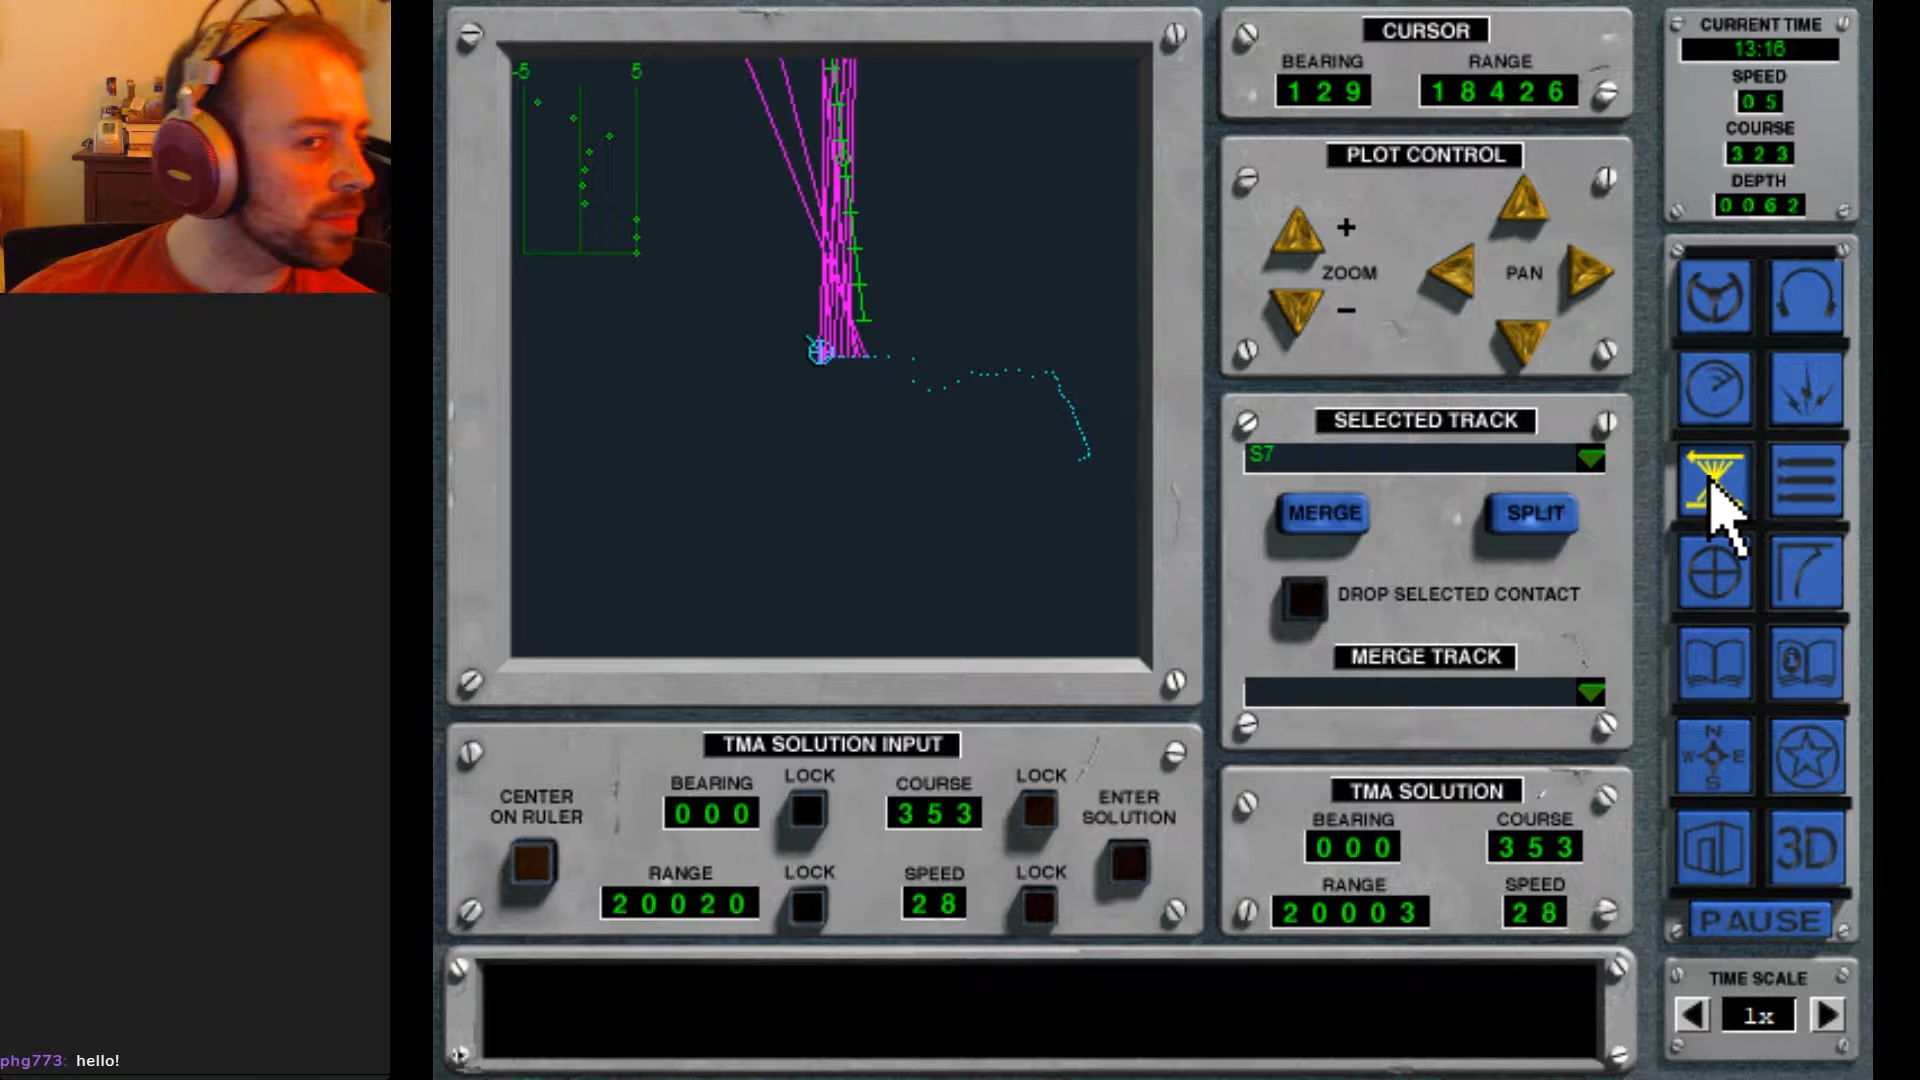 -5 5
CURSOR
BEARING RANGE
129 18426
PLOT CONTROL
+
ZOOM
−
PAN
SELECTED TRACK
S7
MERGE SPLIT
DROP SELECTED CONTACT
MERGE TRACK
TMA SOLUTION INPUT
CENTER
ON RULER
BEARING LOCK COURSE LOCK
000 353
ENTER
SOLUTION
RANGE LOCK SPEED LOCK
20020 28
TMA SOLUTION
BEARING COURSE
000 353
RANGE SPEED
20003 28
CURRENT TIME
13:16
SPEED
05
COURSE
323
DEPTH
0062
N
W E
S
3D
PAUSE
TIME SCALE
1x
phg773: hello!